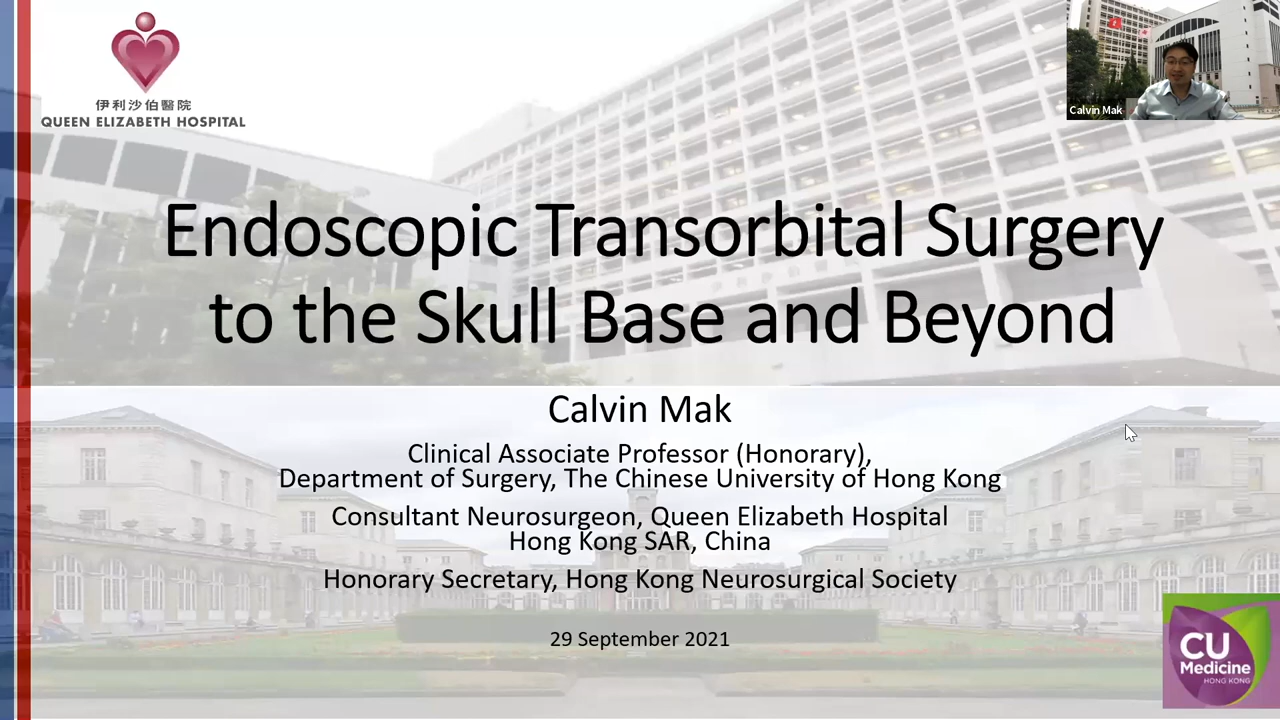 伊利沙伯醫院
QUEEN ELIZABETH HOSPITAL
Calvin Mak
Endoscopic Transorbital Surgery
to the Skull Base and Beyond
Calvin Mak
Clinical Associate Professor (Honorary),
Department of Surgery, The Chinese University of Hong Kong
Consultant Neurosurgeon, Queen Elizabeth Hospital
Hong Kong SAR, China
Honorary Secretary, Hong Kong Neurosurgical Society
29 September 2021
CU
Medicine
HONG KONG